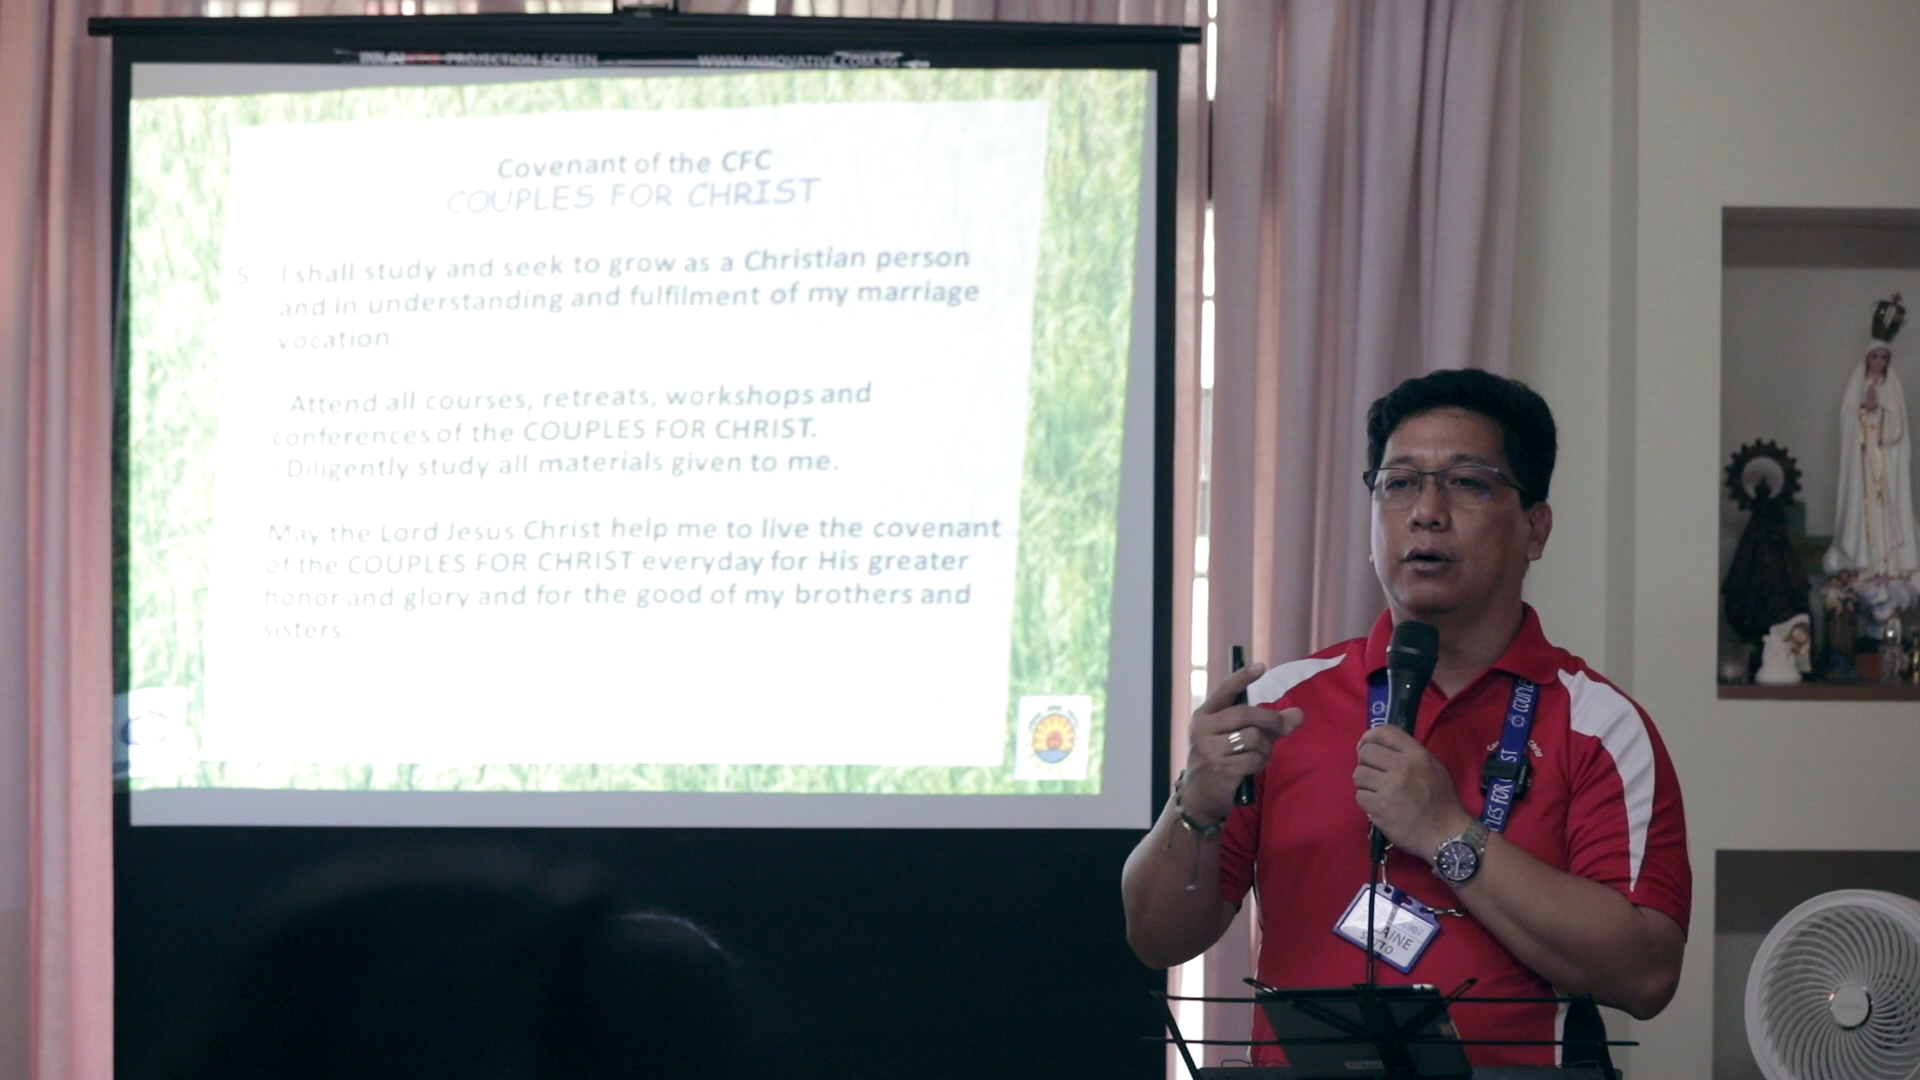 PROJECTION SCREEN WWW.INNOVATIVE.COM.SG
Covenant of the CFC
COUPLES FOR CHRIST
5 I shall study and seek to grow as a Christian person
and in understanding and fulfilment of my marriage
vocation.
Attend all courses, retreats, workshops and
conferences of the COUPLES FOR CHRIST.
Diligently study all materials given to me.
May the Lord Jesus Christ help me to live the covenant
of the COUPLES FOR CHRIST everyday for His greater
honor and glory and for the good of my brothers and
sisters
COUPLE
PLES FOR
ST
AINE